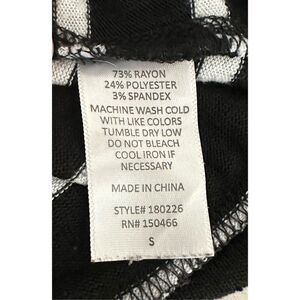 73% RAYON
24% POLYESTER
3% SPANDEX
MACHINE WASH COLD
WITH LIKE COLORS
TUMBLE DRY LOW
DO NOT BLEACH
COOL IRON IF
NECESSARY
MADE IN CHINA
STYLE# 180226
RN# 150466
S